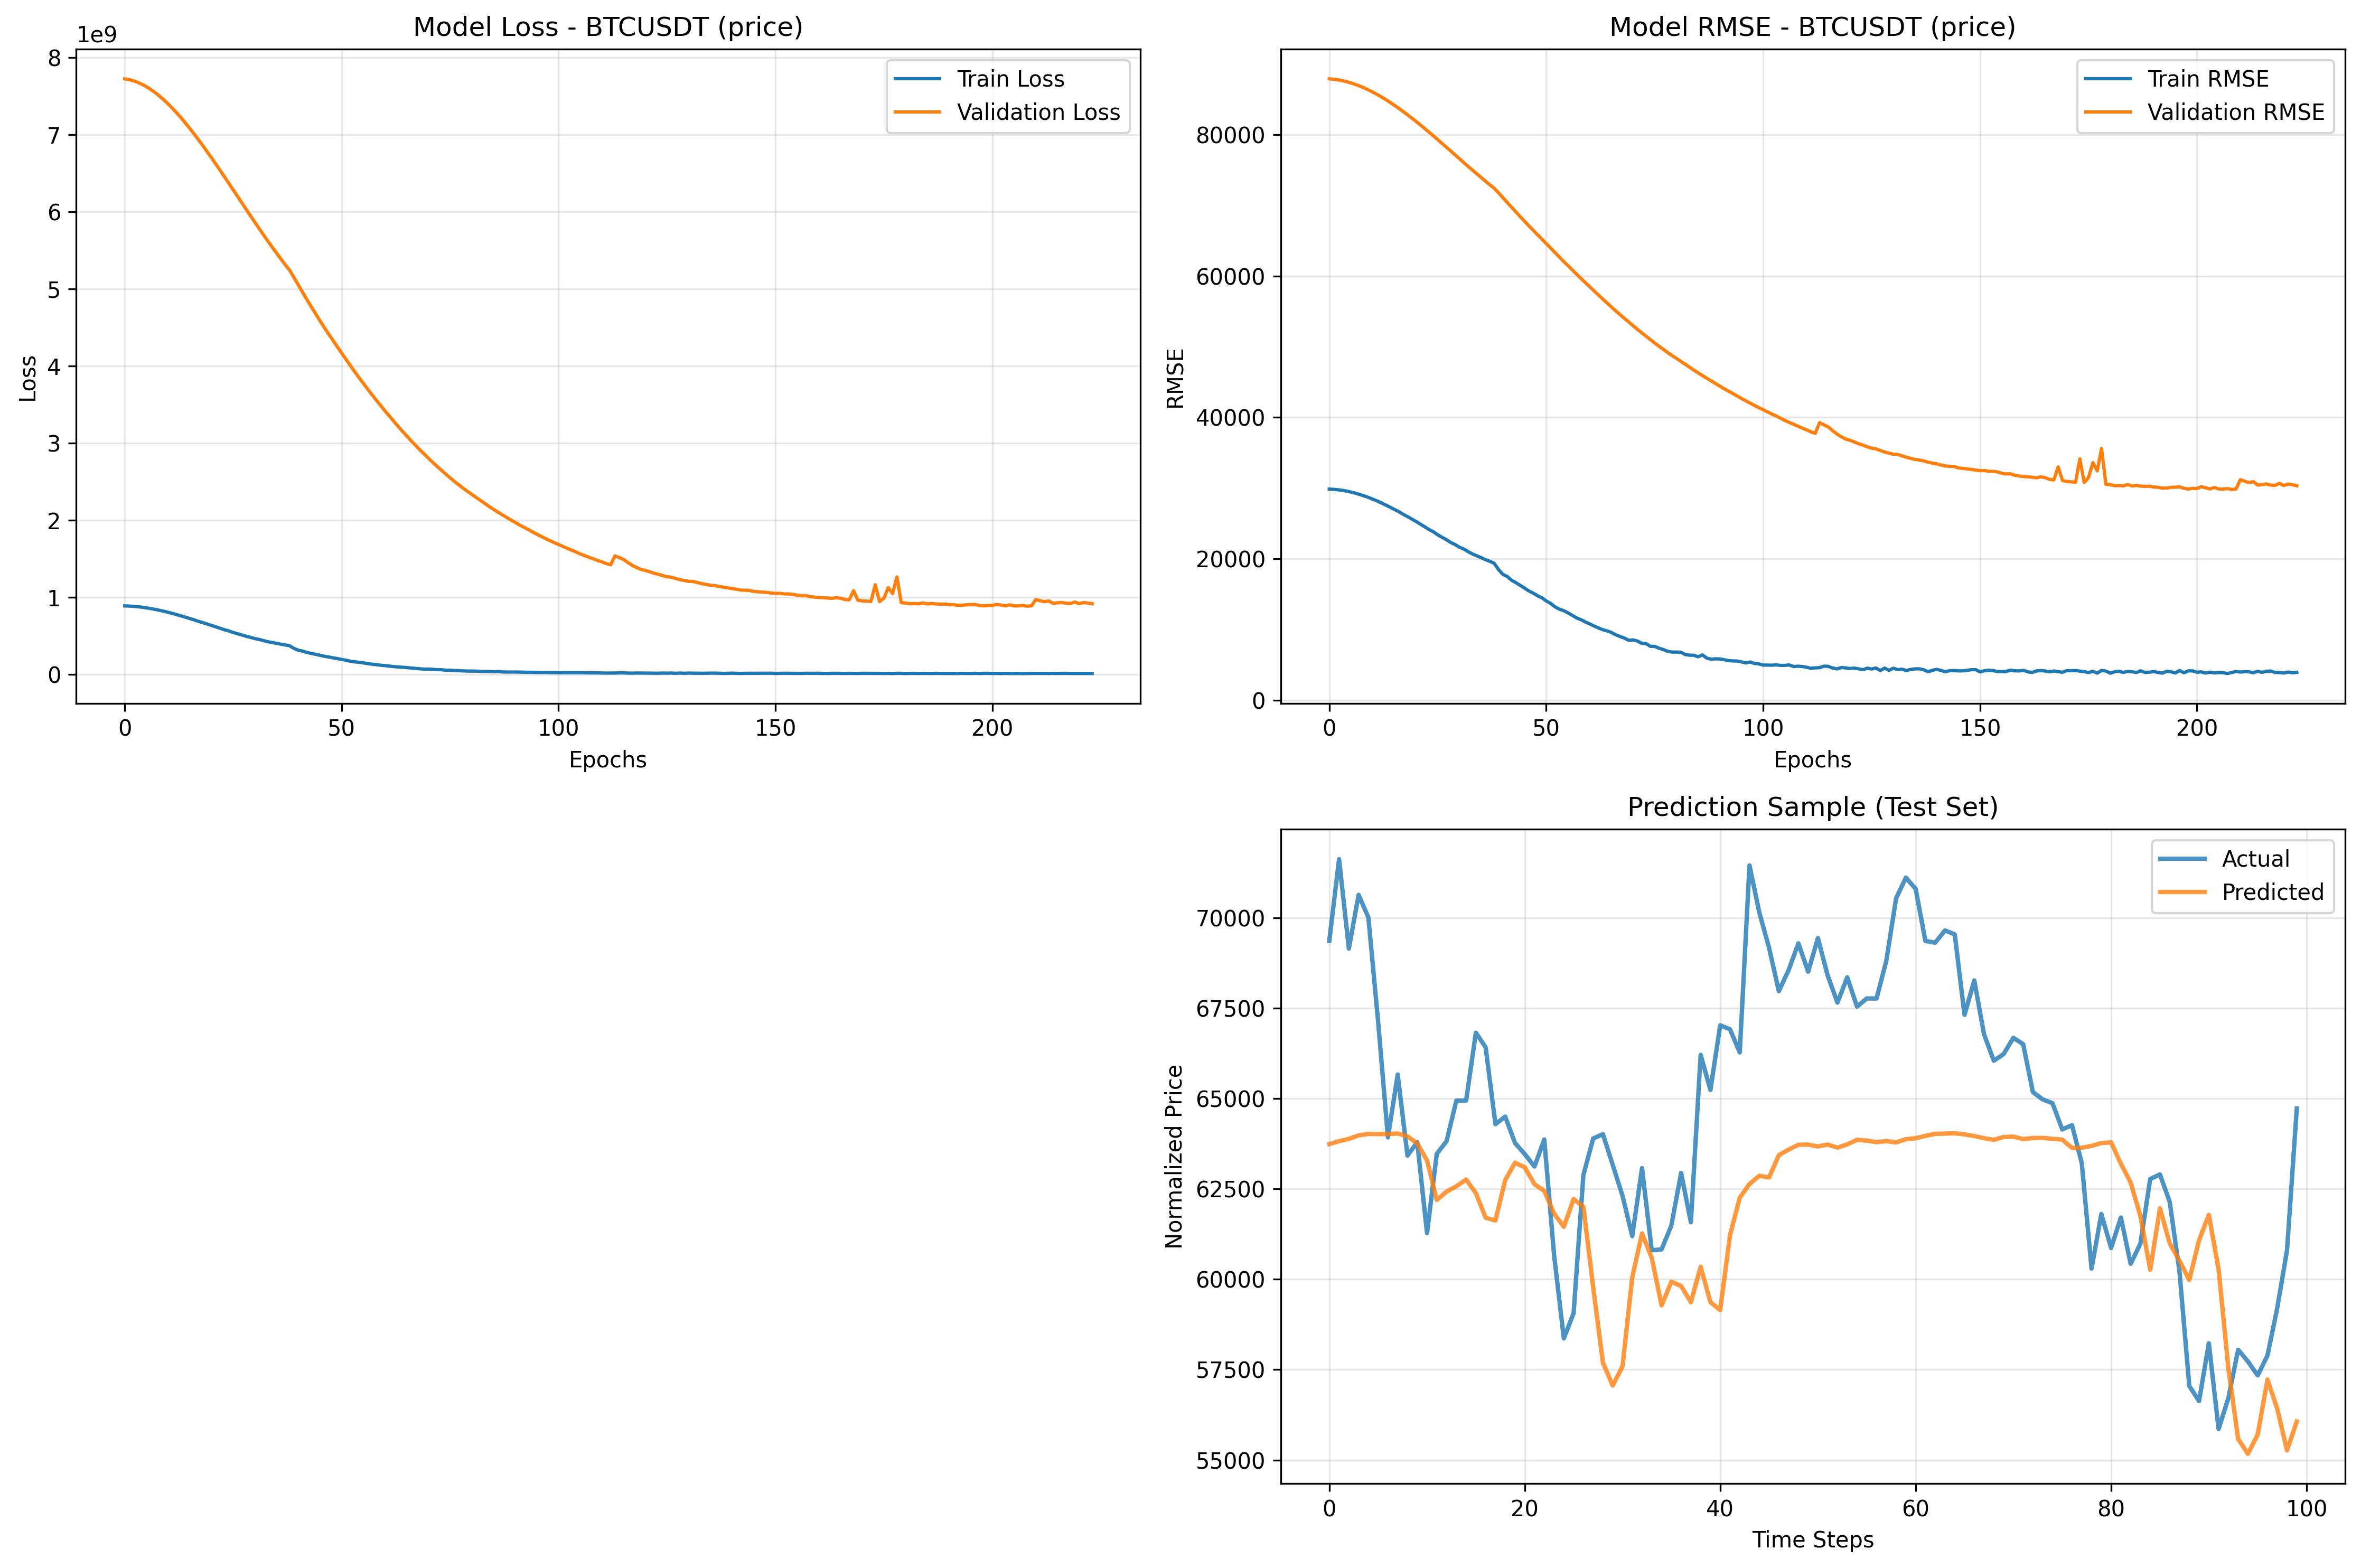 Model Loss - BTCUSDT (price)
1e9
8
7
6
5
4
3
2
1
0
Loss
0 50 100 150 200
Epochs
Train Loss
Validation Loss
Model RMSE - BTCUSDT (price)
80000
60000
40000
20000
0
RMSE
0 50 100 150 200
Epochs
Train RMSE
Validation RMSE
Prediction Sample (Test Set)
70000
67500
65000
62500
60000
57500
55000
Normalized Price
0 20 40 60 80 100
Time Steps
Actual
Predicted